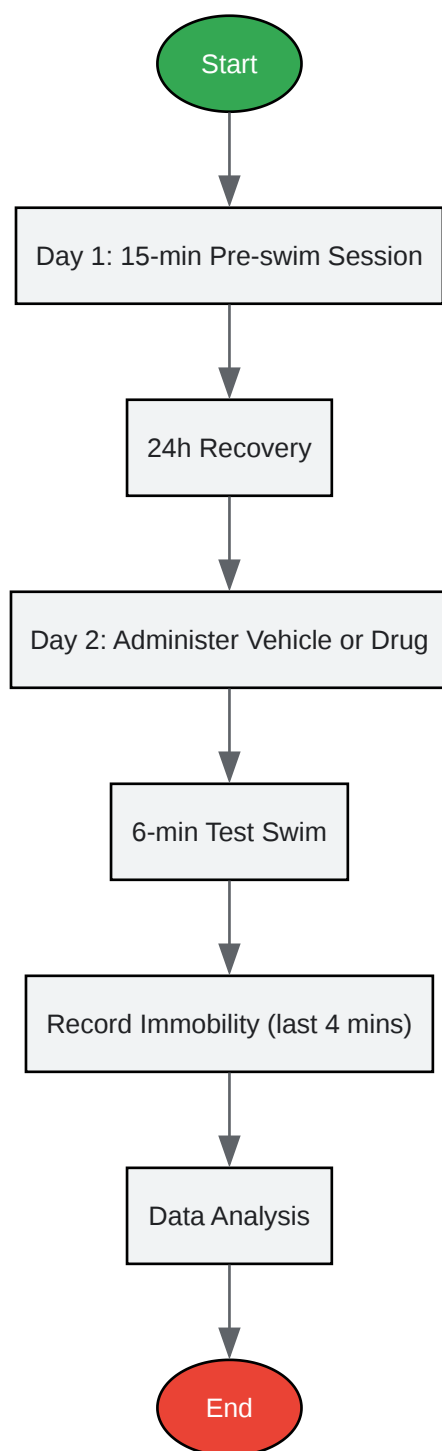 Start
Day 1: 15-min Pre-swim Session
24h Recovery
Day 2: Administer Vehicle or Drug
6-min Test Swim
Record Immobility (last 4 mins)
Data Analysis
End